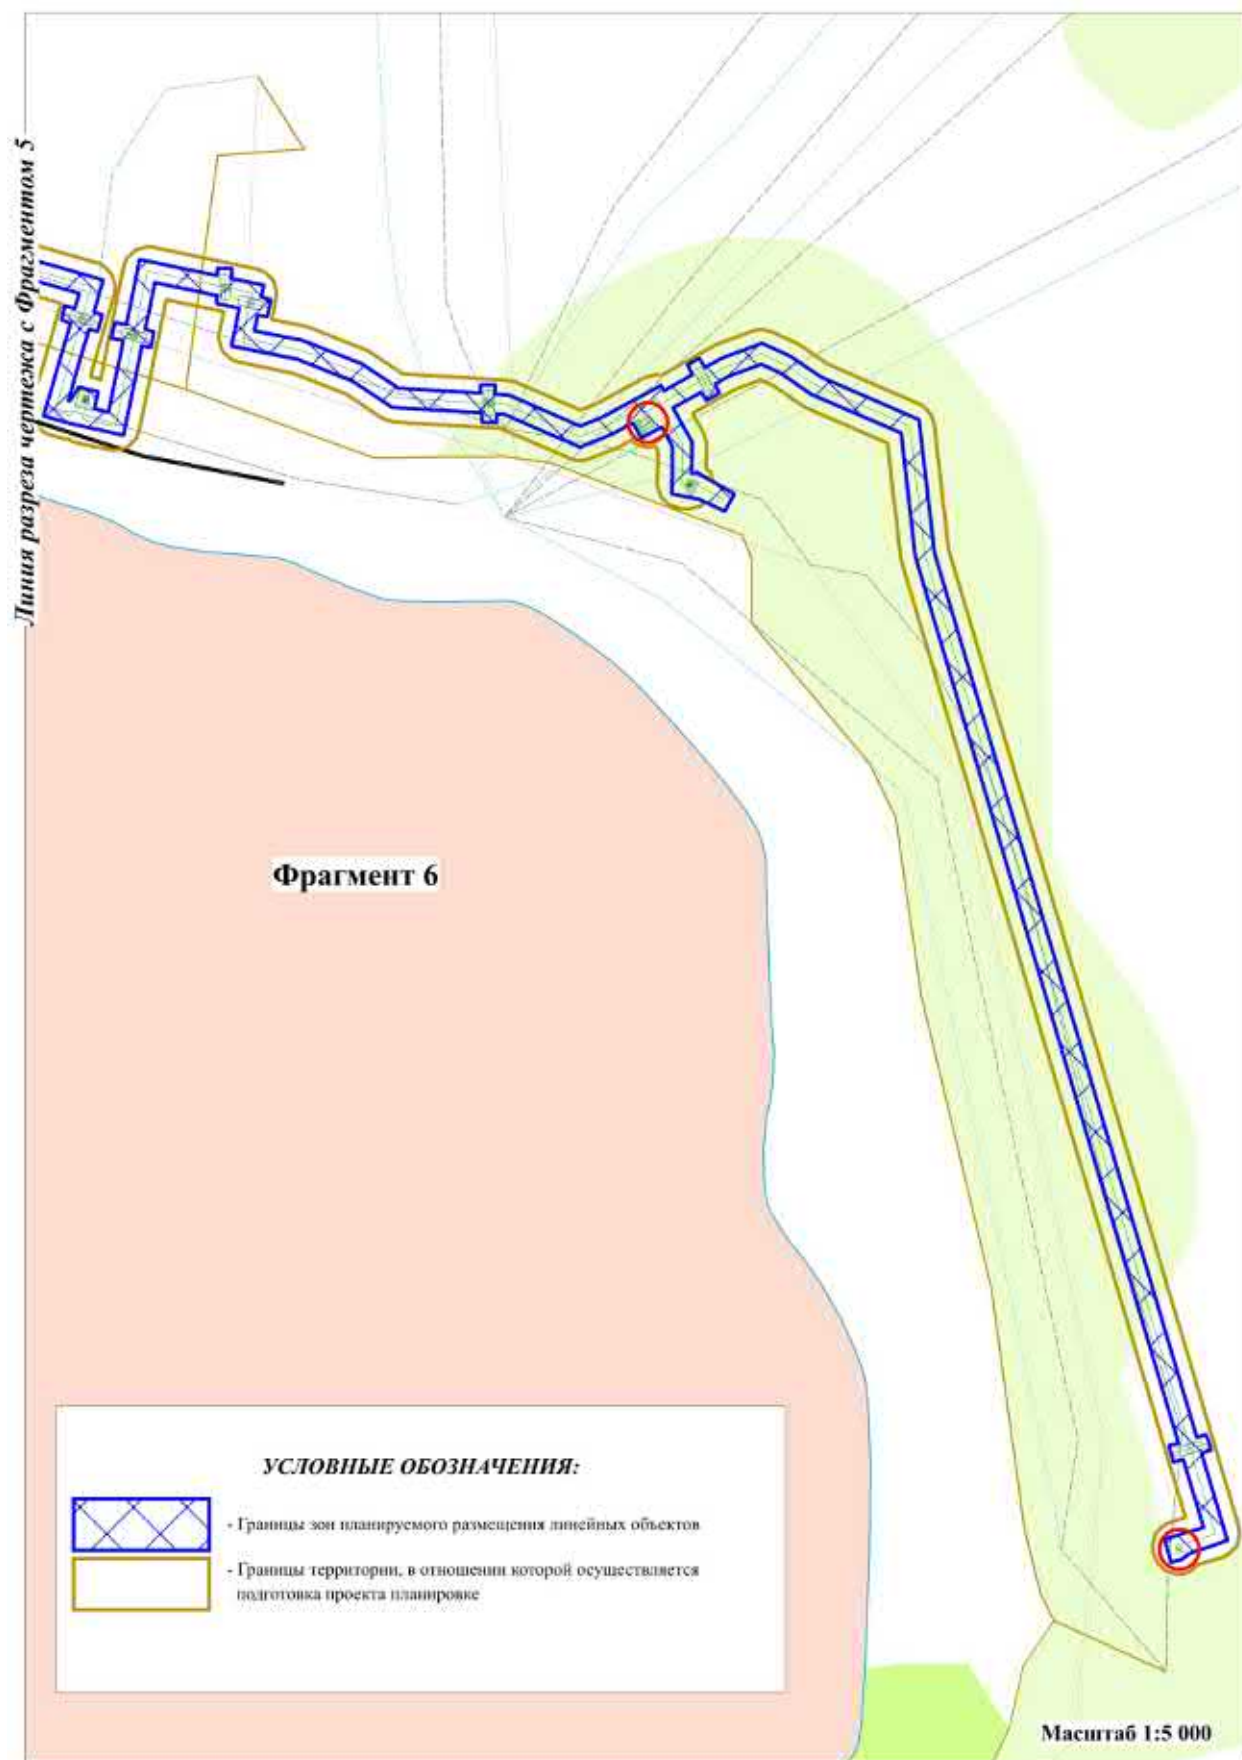 Линия разреза чертежа с Фрагментом 5
Фрагмент 6
УСЛОВНЫЕ ОБОЗНАЧЕНИЯ:
- Границы зон планируемого размещения линейных объектов
- Границы территории, в отношении которой осуществляется
подготовка проекта планировке
Масштаб 1:5 000